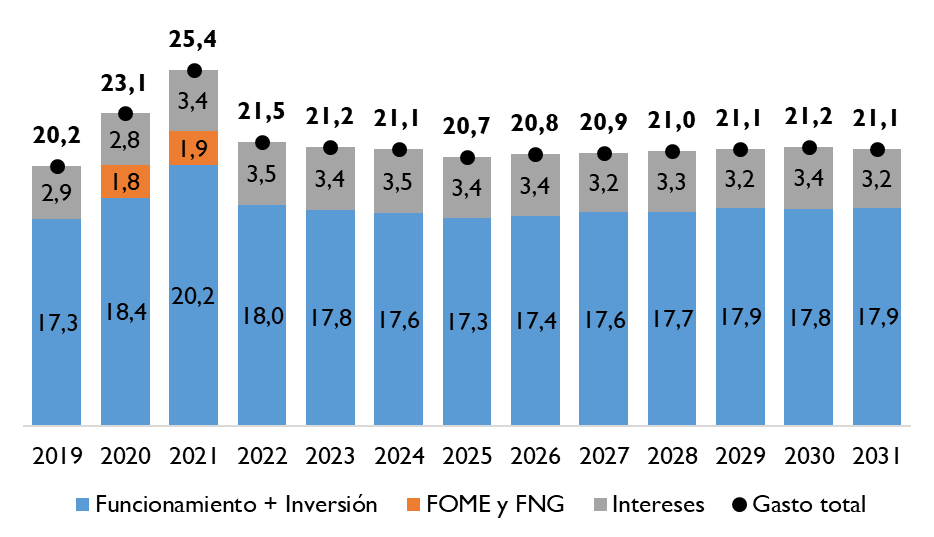 25,4
23,1
20,2 21,5 21,2 21,1 20,7 20,8 20,9 21,0 21,1 21,2 21,1
2,9 2,8 3,4 3,5 3,4 3,5 3,4 3,4 3,2 3,3 3,2 3,4 3,2
1,8 1,9
17,3 18,4 20,2 18,0 17,8 17,6 17,3 17,4 17,6 17,7 17,9 17,8 17,9
2019 2020 2021 2022 2023 2024 2025 2026 2027 2028 2029 2030 2031
Funcionamiento + Inversión FOME y FNG Intereses Gasto total